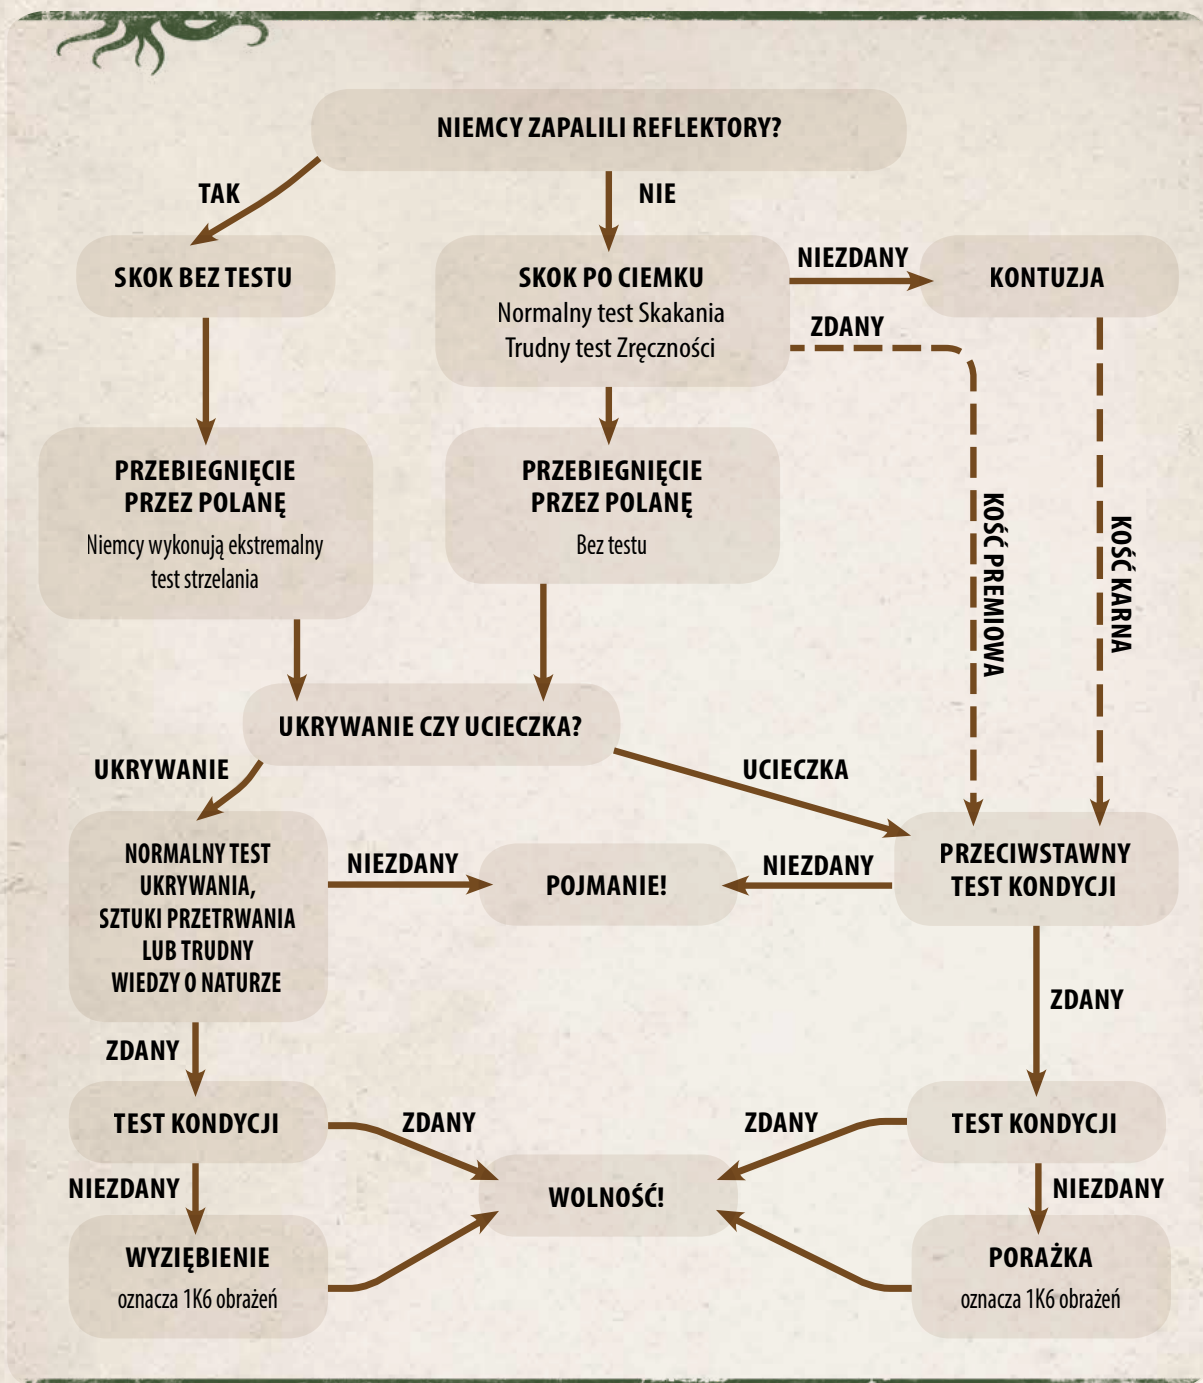 NIEMCY ZAPALILI REFLEKTORY?
TAK
NIE
SKOK BEZ TESTU
SKOK PO CIEMKU
Normalny test Skakania
Trudny test Zręczności
NIEZDANY
ZDANY
KONTUZJA
PRZEBIEGNIĘCIE
PRZEZ POLANĘ
Niemcy wykonują ekstremalny
test strzelania
PRZEBIEGNIĘCIE
PRZEZ POLANĘ
Bez testu
KOŚĆ PREMIOWA
KOŚĆ KARNA
UKRYWANIE CZY UCIECZKA?
UKRYWANIE
UCIECZKA
NORMALNY TEST
UKRYWANIA,
SZTUKI PRZETRWANIA
LUB TRUDNY
WIEDZY O NATURZE
NIEZDANY
POJMANIE!
NIEZDANY
PRZECIWSTAWNY
TEST KONDYCJI
ZDANY
ZDANY
TEST KONDYCJI
ZDANY
ZDANY
TEST KONDYCJI
NIEZDANY
WOLNOŚĆ!
NIEZDANY
WYZIĘBIENIE
oznacza 1K6 obrażeń
PORAŻKA
oznacza 1K6 obrażeń